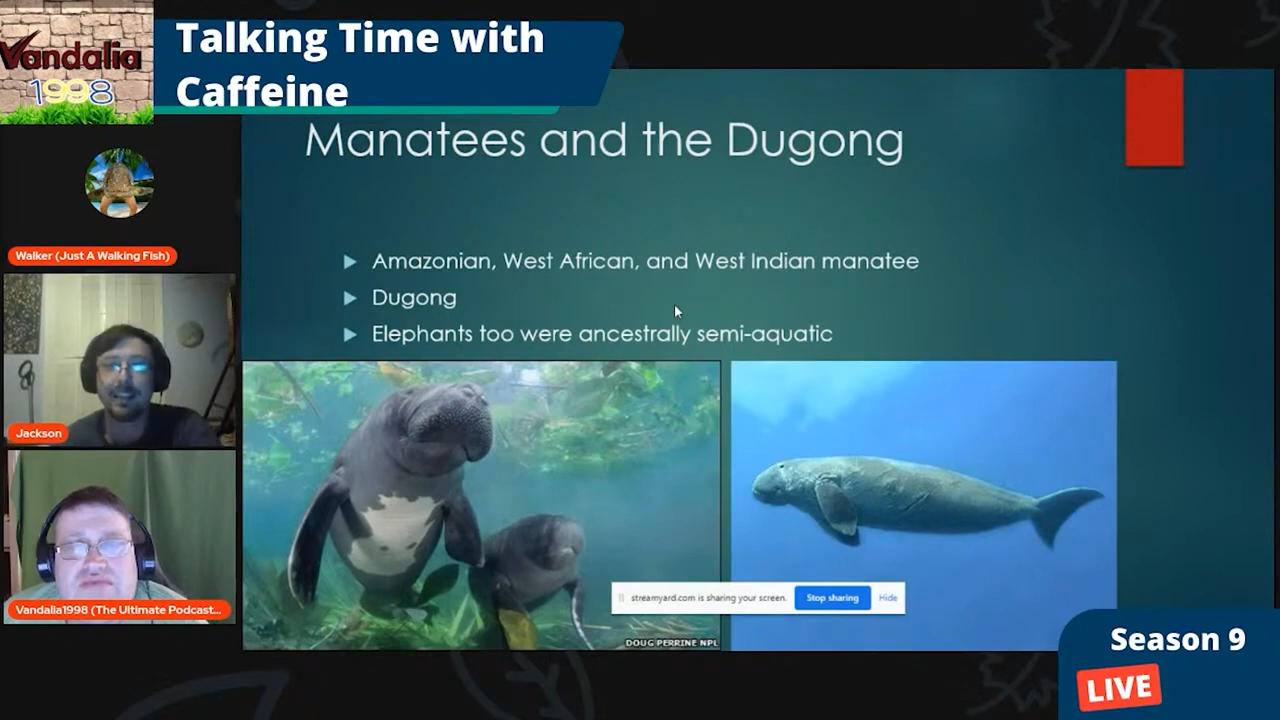 Vandalia
1998
Talking Time with
Caffeine
Manatees and the Dugong
Walker (Just A Walking Fish)
Amazonian, West African, and West Indian manatee
Dugong
Elephants too were ancestrally semi-aquatic
Jackson
Vandalia1998 (The Ultimate Podcast...
streamyard.com is sharing your screen.
Stop sharing
Hide
DOUG PERRINE NPL
Season 9
LIVE